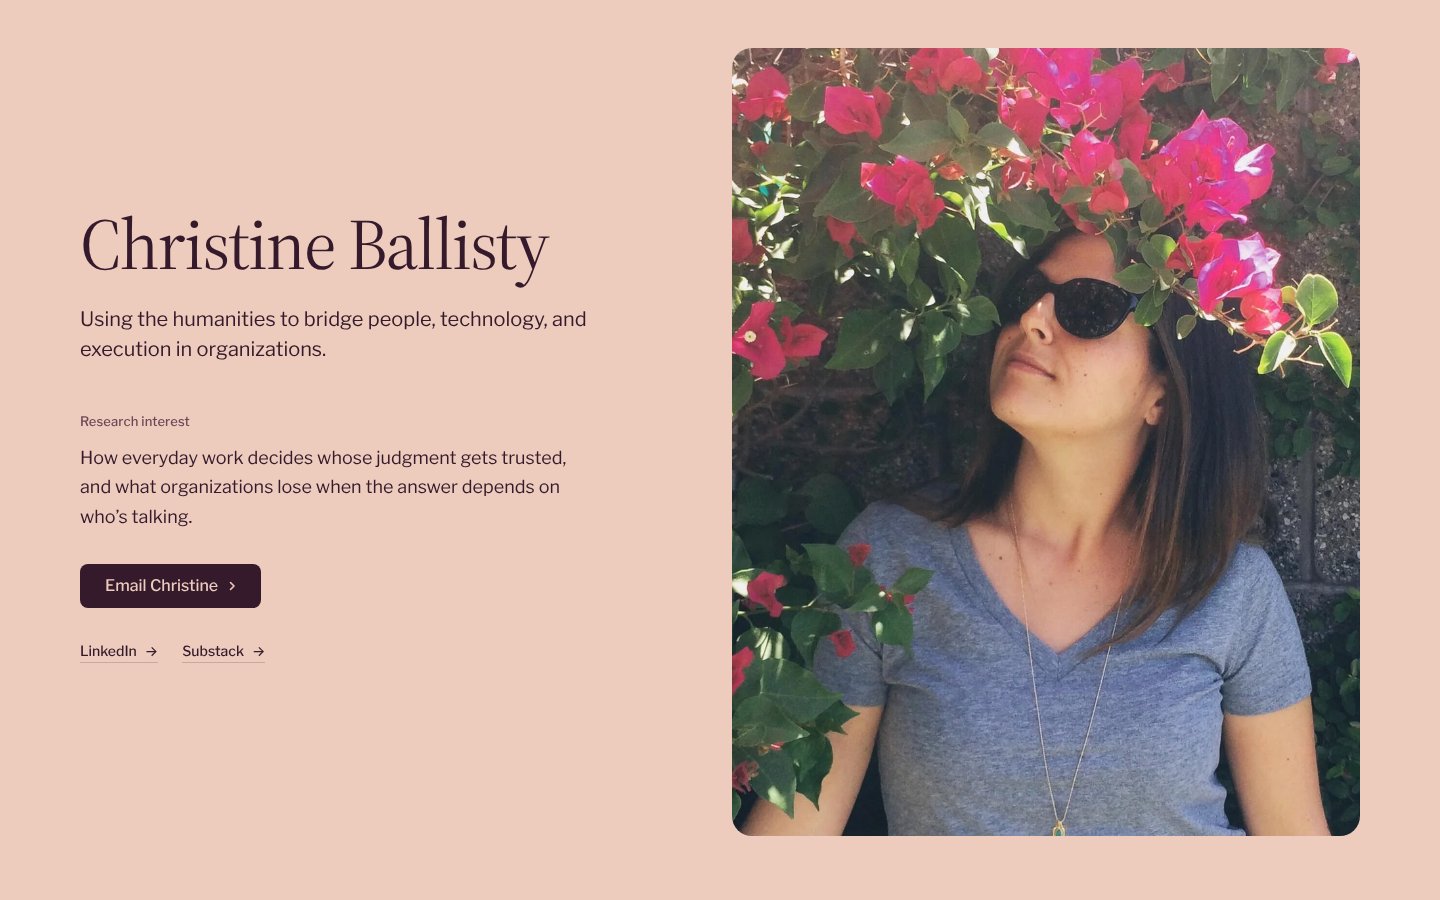 Christine Ballisty
Using the humanities to bridge people, technology, and
execution in organizations.
Research interest
How everyday work decides whose judgment gets trusted,
and what organizations lose when the answer depends on
who’s talking.
Email Christine
LinkedIn
Substack